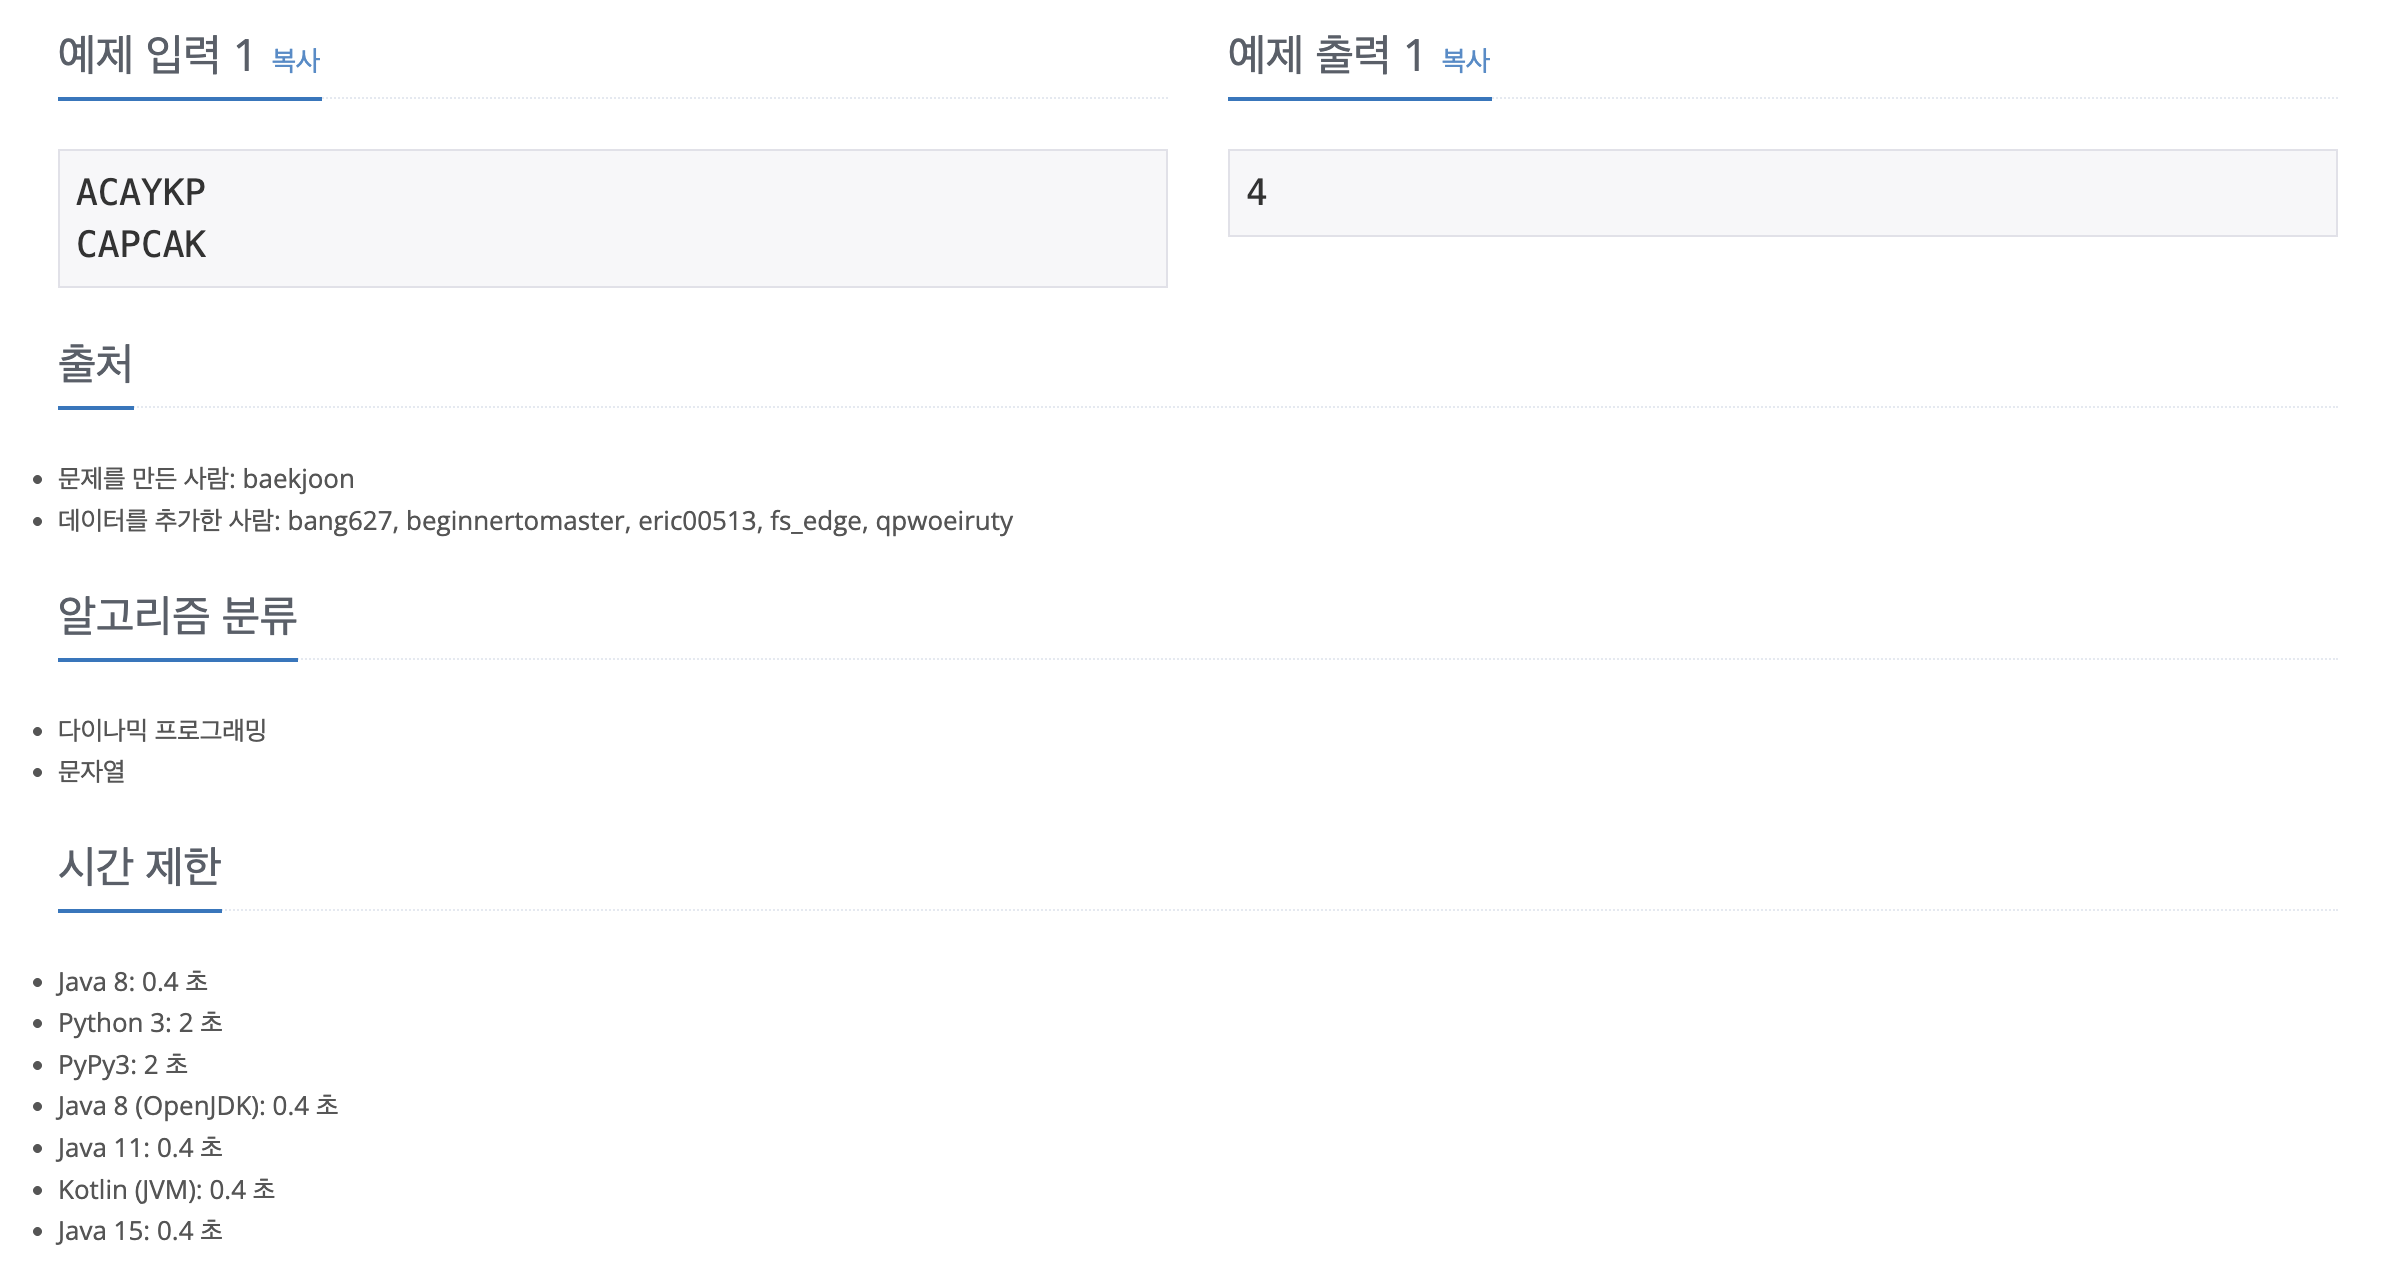 예제 입력 1 복사
ACAYKP
CAPCAK
예제 출력 1 복사
4
출처
문제를 만든 사람: baekjoon
데이터를 추가한 사람: bang627, beginnertomaster, eric00513, fs_edge, qpwoeiruty
알고리즘 분류
다이나믹 프로그래밍
문자열
시간 제한
Java 8: 0.4 초
Python 3: 2 초
PyPy3: 2 초
Java 8 (OpenJDK): 0.4 초
Java 11: 0.4 초
Kotlin (JVM): 0.4 초
Java 15: 0.4 초